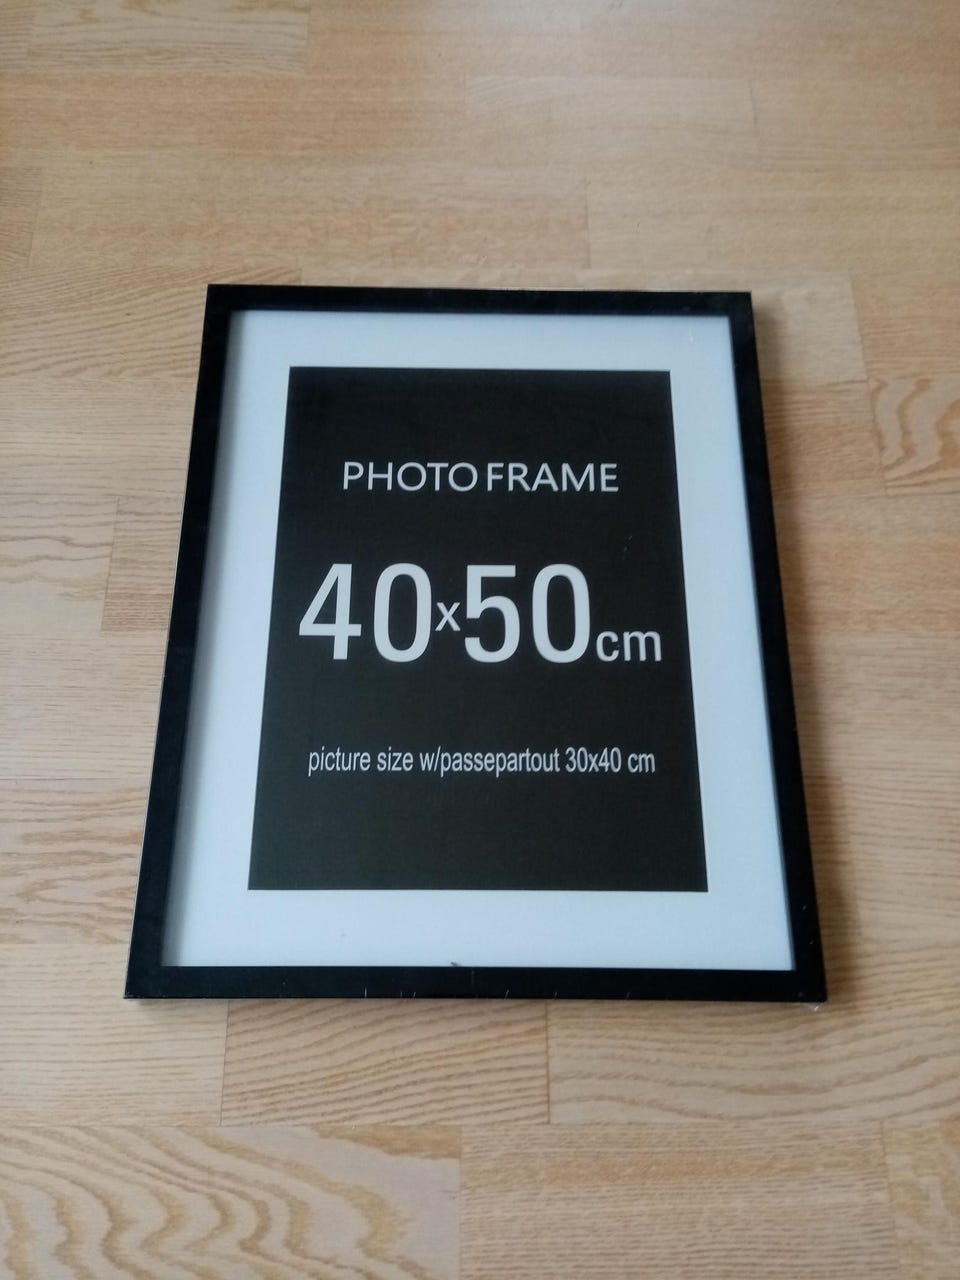 PHOTO FRAME
40x50cm
picture size w/passepartout 30x40 cm